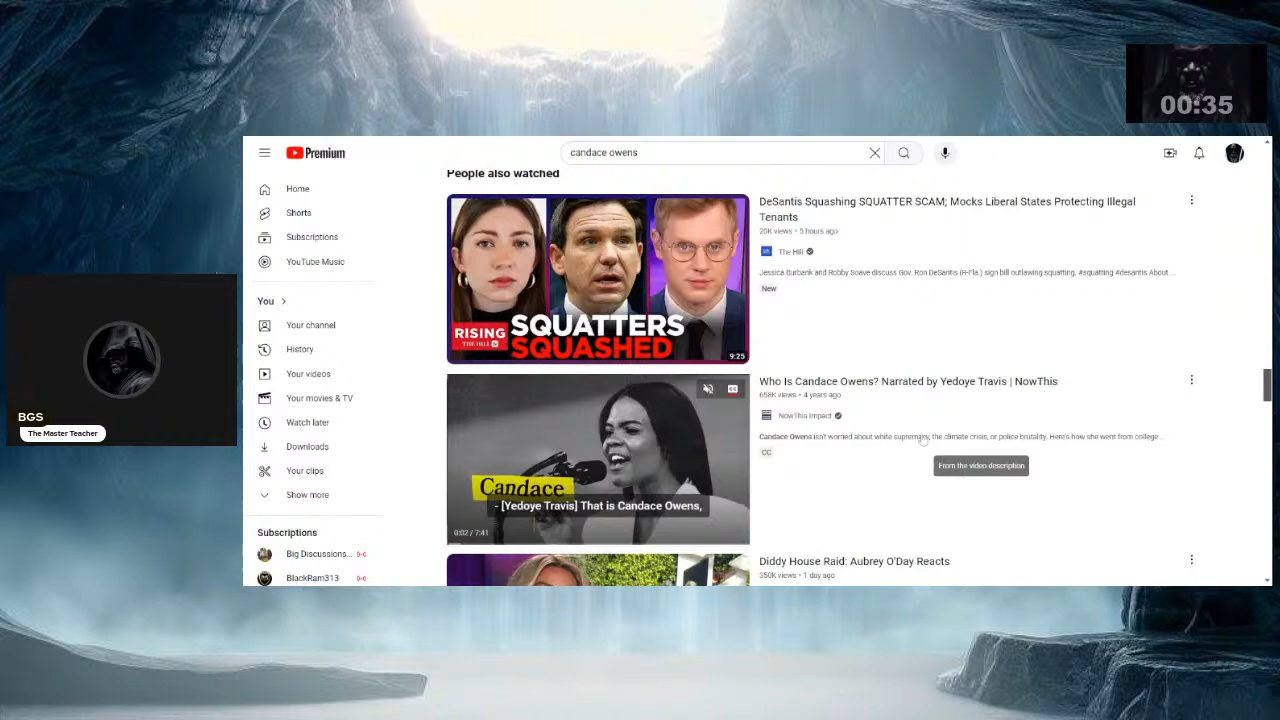 00:35
Premium
candace owens
Home
Shorts
Subscriptions
YouTube Music
You
Your channel
History
Your videos
Your movies & TV
Watch later
Downloads
Your clips
Show more
Subscriptions
Big Discussions...
BlackRam313
BGS
The Master Teacher
People also watched
RISING
THE HILL
SQUATTERS
SQUASHED
9:25
DeSantis Squashing SQUATTER SCAM; Mocks Liberal States Protecting Illegal
Tenants
20K views • 5 hours ago
The Hill
Jessica Burbank and Robby Soave discuss Gov. Ron DeSantis (R-Fla.) sign bill outlawing squatting. #squatting #desantis About ...
New
Candace
- [Yedoye Travis] That is Candace Owens,
0:02 / 7:41
Who Is Candace Owens? Narrated by Yedoye Travis | NowThis
658K views • 4 years ago
NowThis Impact
Candace Owens isn't worried about white supremacy, the climate crisis, or police brutality. Here's how she went from college ...
CC
From the video description
Diddy House Raid: Aubrey O'Day Reacts
350K views • 1 day ago